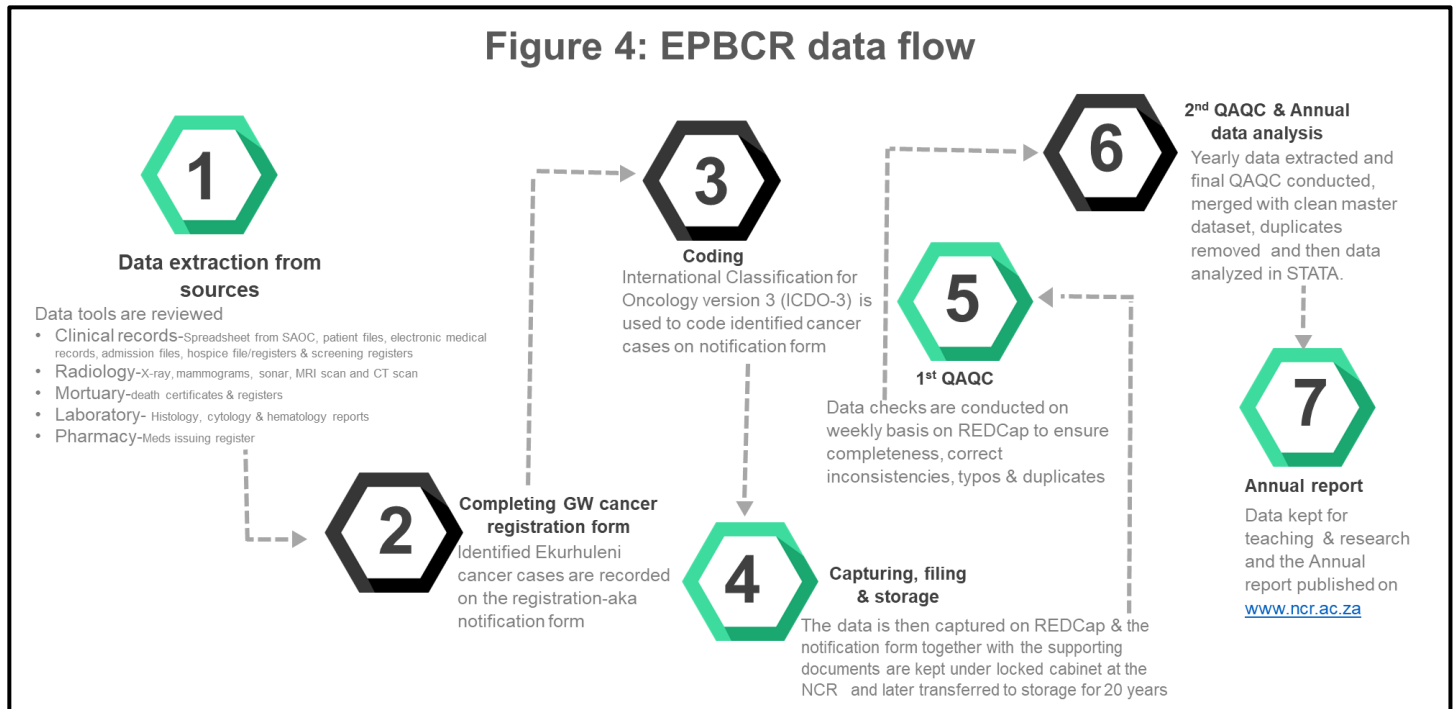 Figure 4: EPBCR data flow
1
Data extraction from
sources
Data tools are reviewed
• Clinical records-Spreadsheet from SAOC, patient files, electronic medical
records, admission files, hospice file/registers & screening registers
• Radiology-X-ray, mammograms, sonar, MRI scan and CT scan
• Mortuary-death certificates & registers
• Laboratory- Histology, cytology & hematology reports
• Pharmacy-Meds issuing register
2
Completing GW cancer
registration form
Identified Ekurhuleni
cancer cases are recorded
on the registration-aka
notification form
3
Coding
International Classification for
Oncology version 3 (ICDO-3) is
used to code identified cancer
cases on notification form
4
Capturing, filing
& storage
The data is then captured on REDCap & the
notification form together with the supporting
documents are kept under locked cabinet at the
NCR and later transferred to storage for 20 years
5
1st QAQC
Data checks are conducted on
weekly basis on REDCap to ensure
completeness, correct
inconsistencies, typos & duplicates
6
2nd QAQC & Annual
data analysis
Yearly data extracted and
final QAQC conducted,
merged with clean master
dataset, duplicates
removed and then data
analyzed in STATA.
7
Annual report
Data kept for
teaching & research
and the Annual
report published on
www.ncr.ac.za